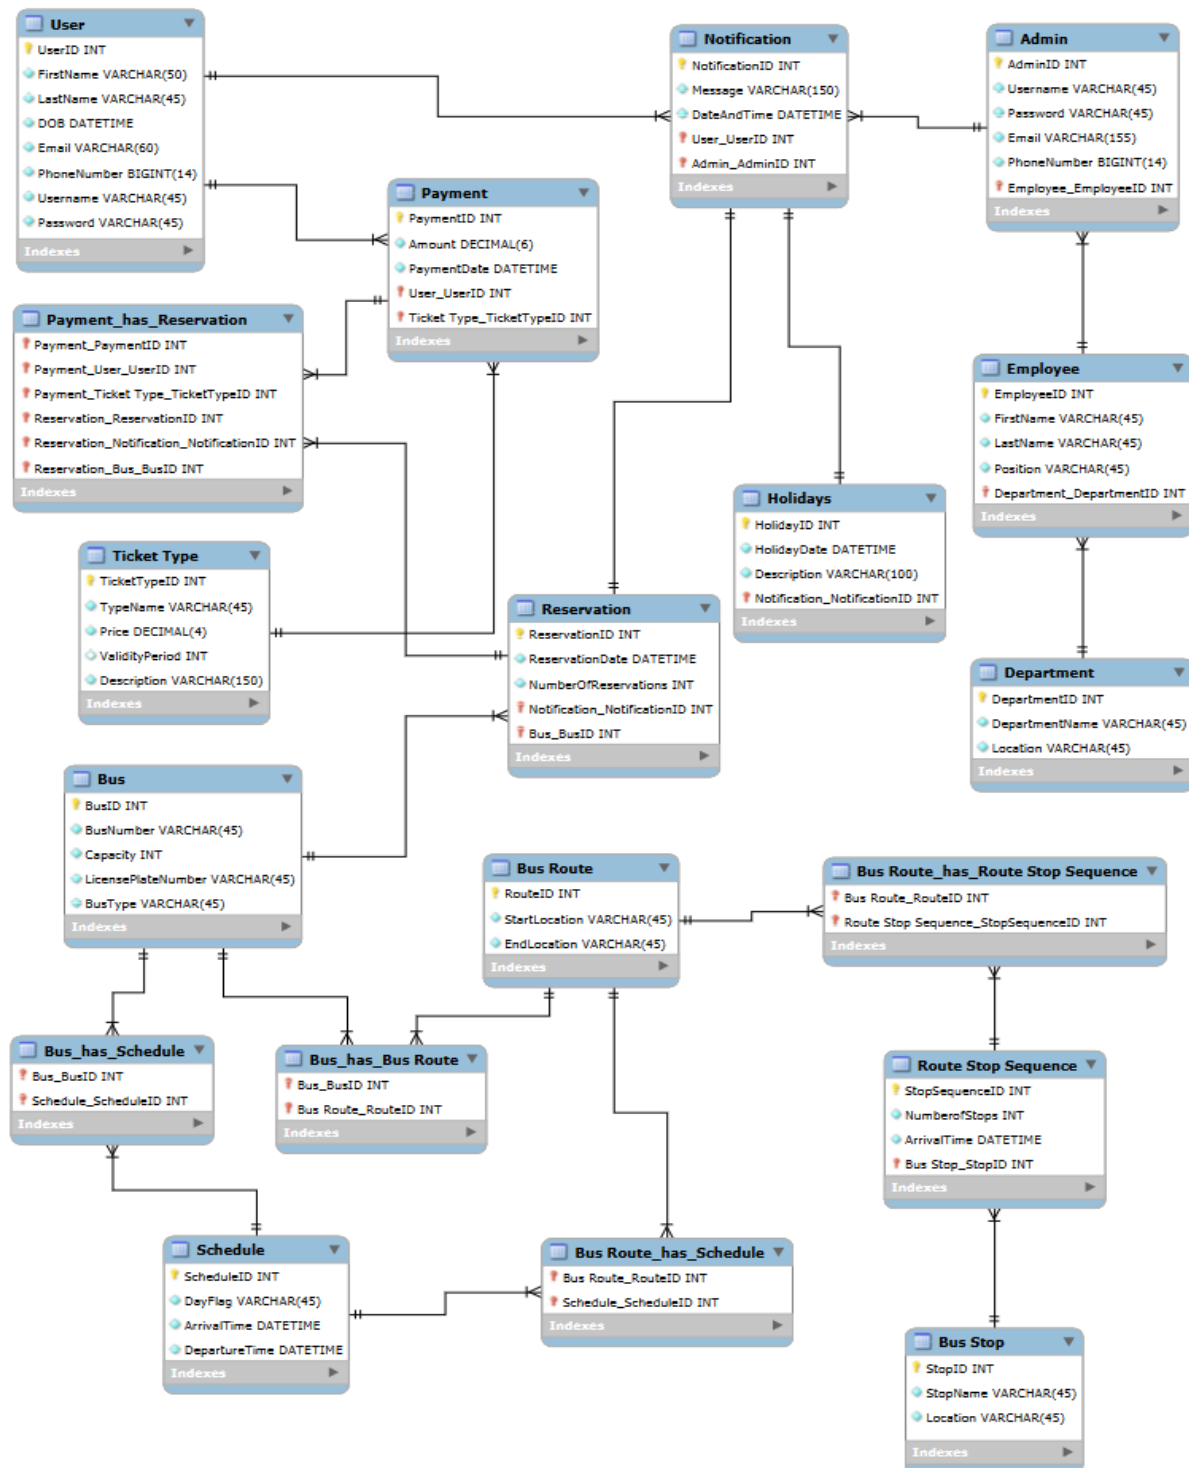 User
UserID INT
FirstName VARCHAR(50)
LastName VARCHAR(45)
DOB DATETIME
Email VARCHAR(60)
PhoneNumber BIGINT(14)
Username VARCHAR(45)
Password VARCHAR(45)
Indexes
Notification
NotificationID INT
Message VARCHAR(150)
DateAndTime DATETIME
User_UserID INT
Admin_AdminID INT
Indexes
Admin
AdminID INT
Username VARCHAR(45)
Password VARCHAR(45)
Email VARCHAR(155)
PhoneNumber BIGINT(14)
Employee_EmployeeID INT
Indexes
Payment
PaymentID INT
Amount DECIMAL(6)
PaymentDate DATETIME
User_UserID INT
Ticket Type_TicketTypeID INT
Indexes
Payment_has_Reservation
Payment_PaymentID INT
Payment_User_UserID INT
Payment_Ticket Type_TicketTypeID INT
Reservation_ReservationID INT
Reservation_Notification_NotificationID INT
Reservation_Bus_BusID INT
Indexes
Employee
EmployeeID INT
FirstName VARCHAR(45)
LastName VARCHAR(45)
Position VARCHAR(45)
Department_DepartmentID INT
Indexes
Holidays
HolidayID INT
HolidayDate DATETIME
Description VARCHAR(100)
Notification_NotificationID INT
Indexes
Ticket Type
TicketTypeID INT
TypeName VARCHAR(45)
Price DECIMAL(4)
ValidityPeriod INT
Description VARCHAR(150)
Indexes
Reservation
ReservationID INT
ReservationDate DATETIME
NumberOfReservations INT
Notification_NotificationID INT
Bus_BusID INT
Indexes
Department
DepartmentID INT
DepartmentName VARCHAR(45)
Location VARCHAR(45)
Indexes
Bus
BusID INT
BusNumber VARCHAR(45)
Capacity INT
LicensePlateNumber VARCHAR(45)
BusType VARCHAR(45)
Indexes
Bus Route
RouteID INT
StartLocation VARCHAR(45)
EndLocation VARCHAR(45)
Indexes
Bus Route_has_Route Stop Sequence
Bus Route_RouteID INT
Route Stop Sequence_StopSequenceID INT
Indexes
Bus_has_Schedule
Bus_BusID INT
Schedule_ScheduleID INT
Indexes
Bus_has_Bus Route
Bus_BusID INT
Bus Route_RouteID INT
Indexes
Route Stop Sequence
StopSequenceID INT
NumberofStops INT
ArrivalTime DATETIME
Bus Stop_StopID INT
Indexes
Schedule
ScheduleID INT
DayFlag VARCHAR(45)
ArrivalTime DATETIME
DepartureTime DATETIME
Indexes
Bus Route_has_Schedule
Bus Route_RouteID INT
Schedule_ScheduleID INT
Indexes
Bus Stop
StopID INT
StopName VARCHAR(45)
Location VARCHAR(45)
Indexes